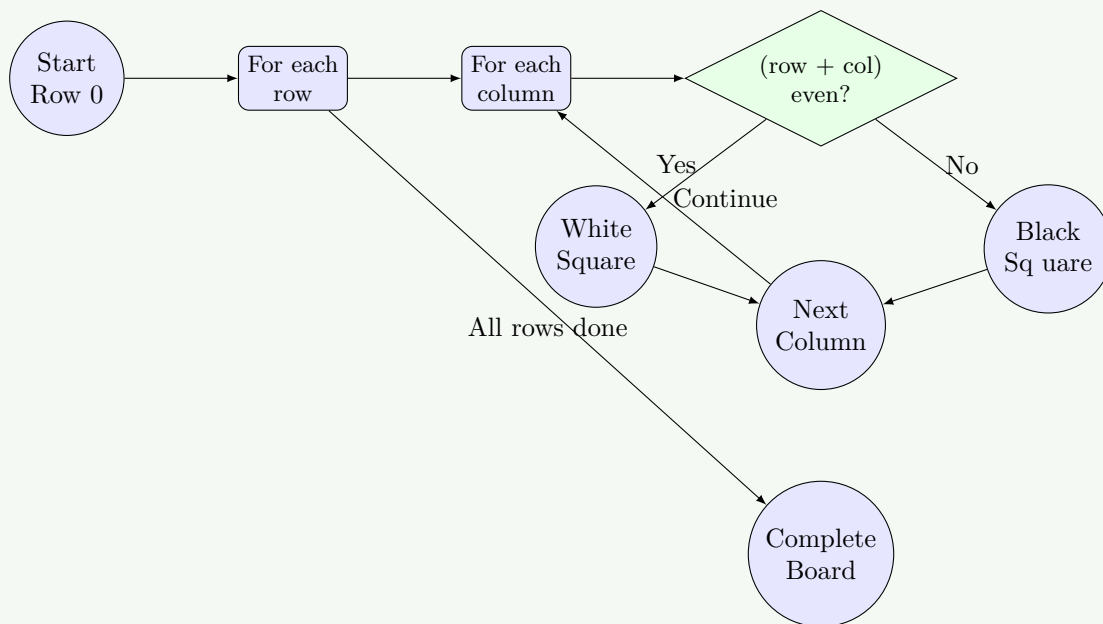 Start
Row 0
For each
row
For each
column
(row + col)
even?
Yes
No
Continue
White
Square
Black
Sq uare
Next
Column
All rows done
Complete
Board